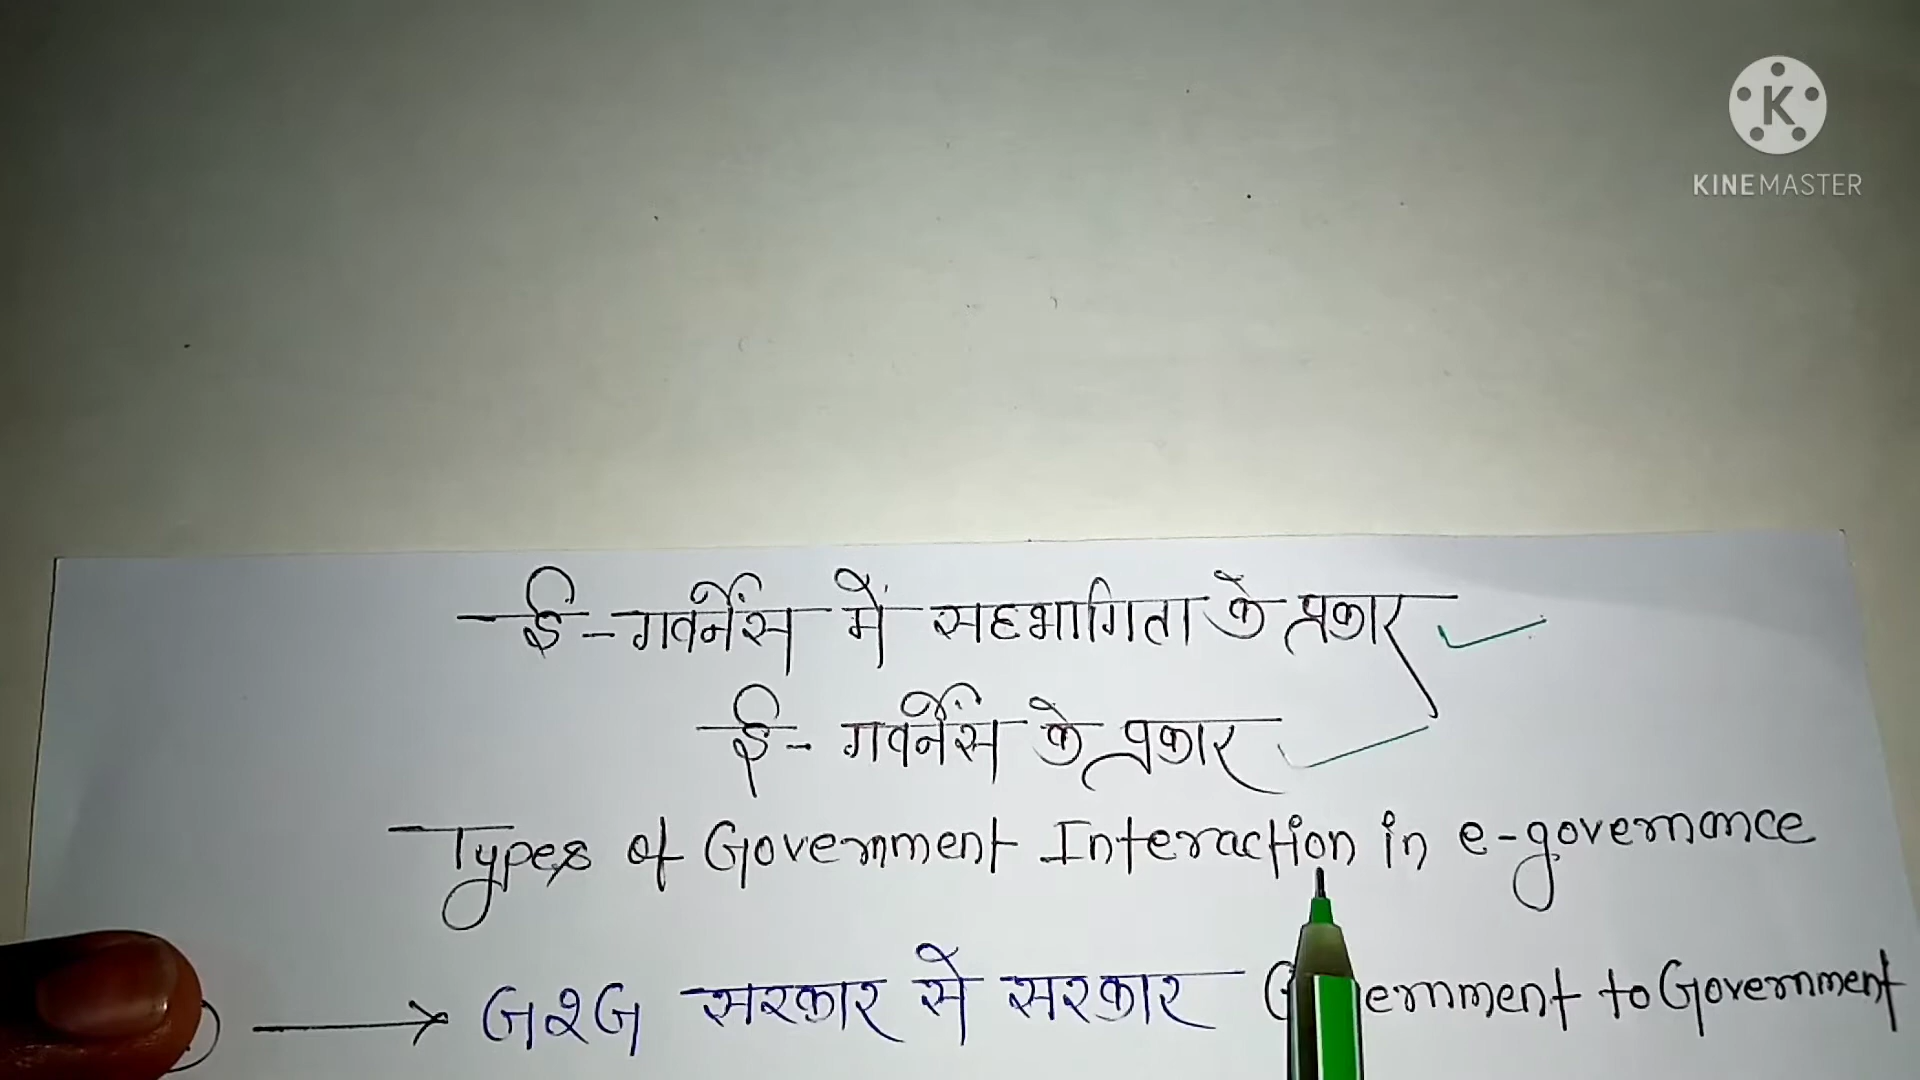 K
KINEMASTER
ई-गवर्नेंस में सहभागिता के प्रकार
ई- गवर्नेंस के प्रकार
Types of Government Interaction in e-governance
→ G2G सरकार से सरकार G ernment to Government